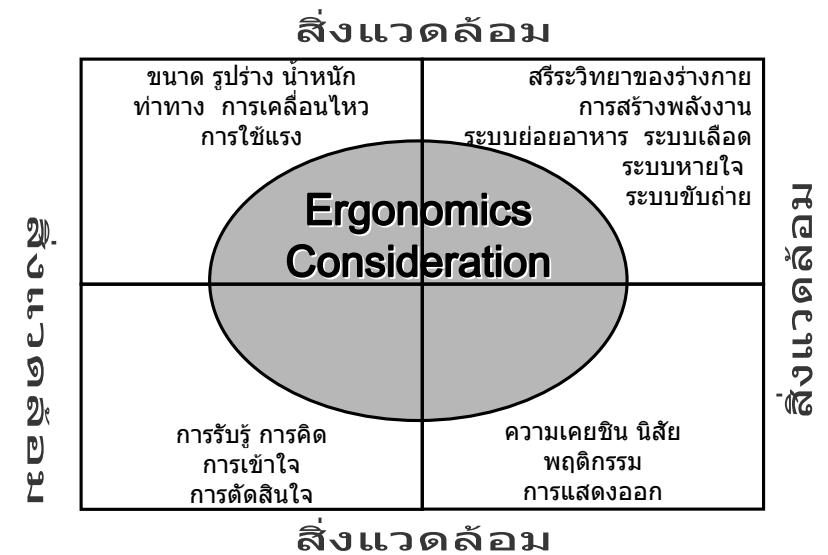 สิ่งแวดล้อม
ขนาด รูปร่าง น้ำหนัก
ท่าทาง การเคลื่อนไหว
การใช้แรง
สรีระวิทยาของร่างกาย
การสร้างพลังงาน
ระบบย่อยอาหาร ระบบเลือด
ระบบหายใจ
ระบบขับถ่าย
Ergonomics
Consideration
สิ่งแวดล้อม
สิ่งแวดล้อม
การรับรู้ การคิด
การเข้าใจ
การตัดสินใจ
ความเคยชิน นิสัย
พฤติกรรม
การแสดงออก
สิ่งแวดล้อม